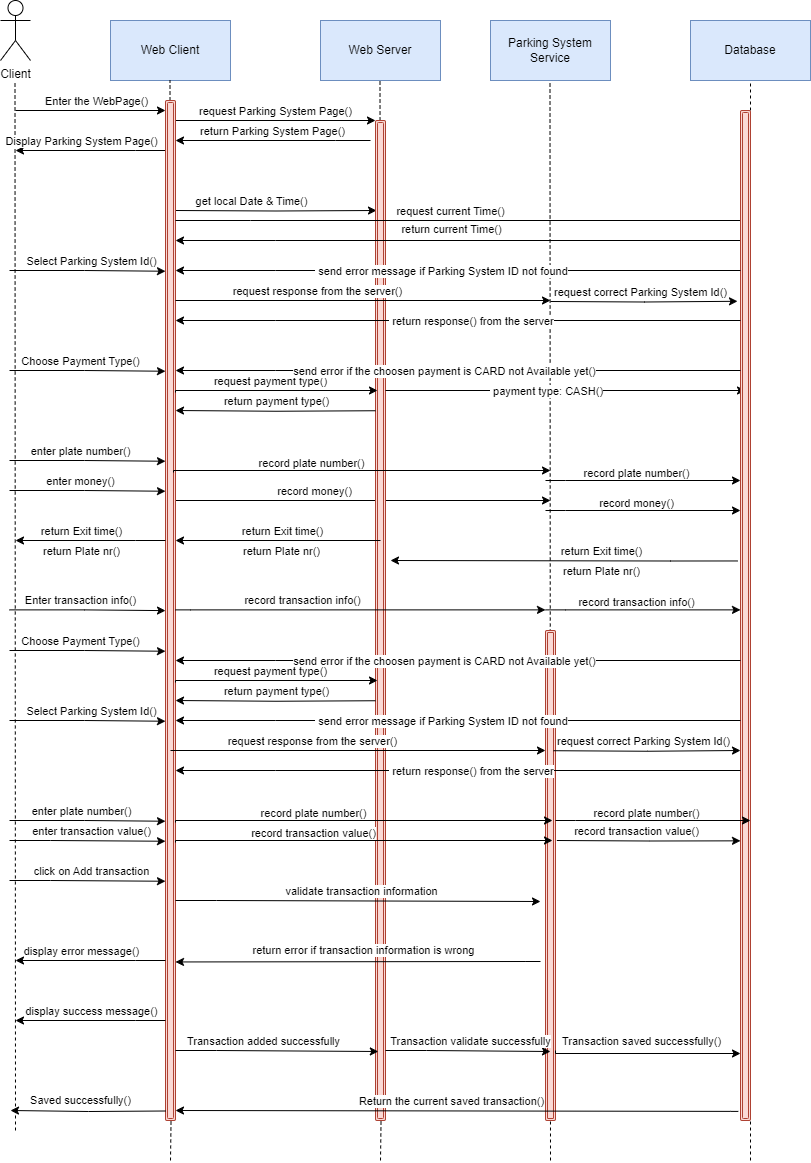 Client
Web Client
Web Server
Parking System
Service
Database
Enter the WebPage()
request Parking System Page()
return Parking System Page()
Display Parking System Page()
get local Date & Time()
request current Time()
return current Time()
Select Parking System Id()
send error message if Parking System ID not found
request response from the server()
request correct Parking System Id()
return response() from the server
Choose Payment Type()
send error if the choosen payment is CARD not Available yet()
request payment type()
payment type: CASH()
return payment type()
enter plate number()
record plate number()
record plate number()
enter money()
record money()
record money()
return Exit time()
return Exit time()
return Plate nr()
return Plate nr()
return Exit time()
return Plate nr()
Enter transaction info()
record transaction info()
record transaction info()
Choose Payment Type()
send error if the choosen payment is CARD not Available yet()
request payment type()
return payment type()
Select Parking System Id()
send error message if Parking System ID not found
request response from the server()
request correct Parking System Id()
return response() from the server
enter plate number()
record plate number()
record plate number()
enter transaction value()
record transaction value()
record transaction value()
click on Add transaction
validate transaction information
display error message()
return error if transaction information is wrong
display success message()
Transaction added successfully
Transaction validate successfully
Transaction saved successfully()
Saved successfully()
Return the current saved transaction()